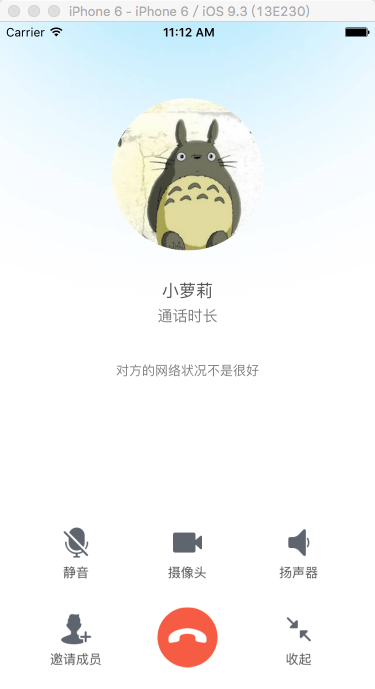 iPhone 6 - iPhone 6 / iOS 9.3 (13E230)
Carrier 11:12 AM
小萝莉
通话时长
对方的网络状况不是很好
静音 摄像头 扬声器
邀请成员 收起